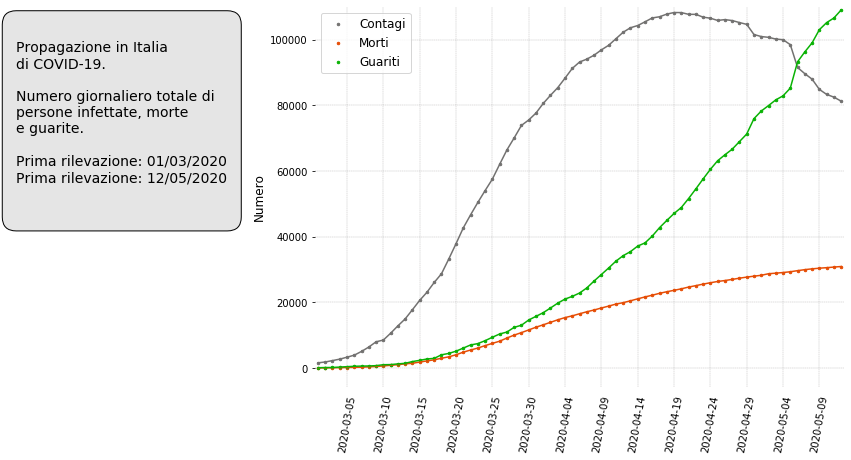 Propagazione in Italia
di COVID-19.
Numero giornaliero totale di
persone infettate, morte
e guarite.
Prima rilevazione: 01/03/2020
Prima rilevazione: 12/05/2020
Contagi
Morti
Guariti
Numero
100000
80000
60000
40000
20000
0
2020-03-05
2020-03-10
2020-03-15
2020-03-20
2020-03-25
2020-03-30
2020-04-04
2020-04-09
2020-04-14
2020-04-19
2020-04-24
2020-04-29
2020-05-04
2020-05-09